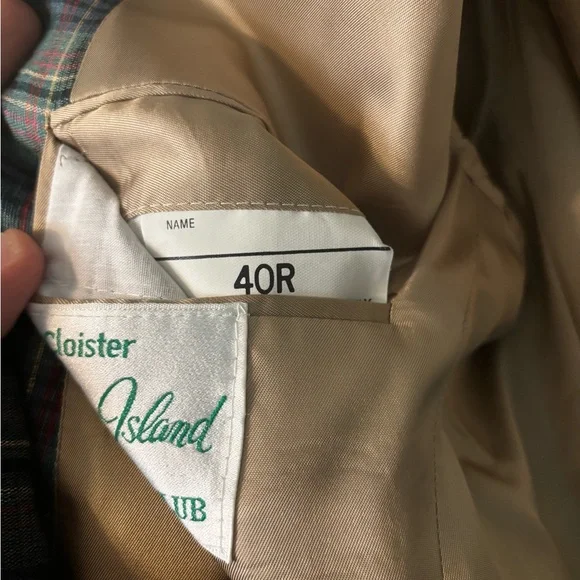 NAME
40R
Cloister
Island
UB